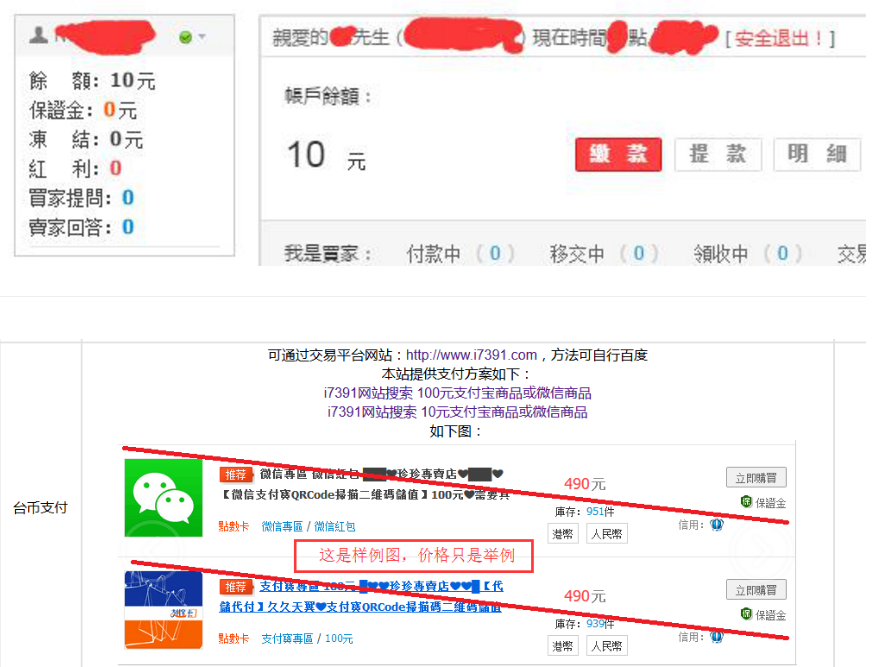 餘 額: 10元
保證金: 0元
凍 結: 0元
紅 利: 0
買家提問: 0
賣家回答: 0
親愛的 先生 ( ) 現在時間 點 [ 安全退出！]
帳戶餘額：
10 元
繳 款 提 款 明 細
我是買家： 付款中 ( 0 ) 移交中 ( 0 ) 領收中 ( 0 ) 交易
台币支付
可通过交易平台网站：http://www.i7391.com，方法可自行百度
本站提供支付方案如下：
i7391网站搜索 100元支付宝商品或微信商品
i7391网站搜索 10元支付宝商品或微信商品
如下图：
推荐 微信專區 微信紅包 ❤珍珍專賣店❤ ❤
【微信支付寶QRCode掃描二維碼儲值】100元❤需要具
點數卡 微信專區 / 微信紅包
490元
庫存: 951件
港幣 人民幣
立即購買
保證金
信用:
这是样例图，价格只是举例
推荐 支付寶專區 100元 ❤❤珍珍專賣店❤❤ 【代
儲代付】久久天翼❤支付寶QRCode掃描碼二維碼儲值
點數卡 支付寶專區 / 100元
490元
庫存: 939件
港幣 人民幣
立即購買
保證金
信用: